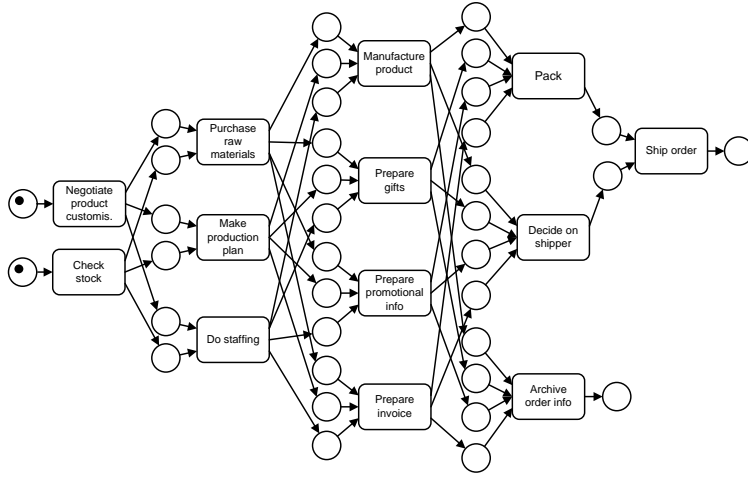 Negotiate
product
customis.
Check
stock
Purchase
raw
materials
Make
production
plan
Do staffing
Manufacture
product
Prepare
gifts
Prepare
promotional
info
Prepare
invoice
Pack
Decide on
shipper
Archive
order info
Ship order